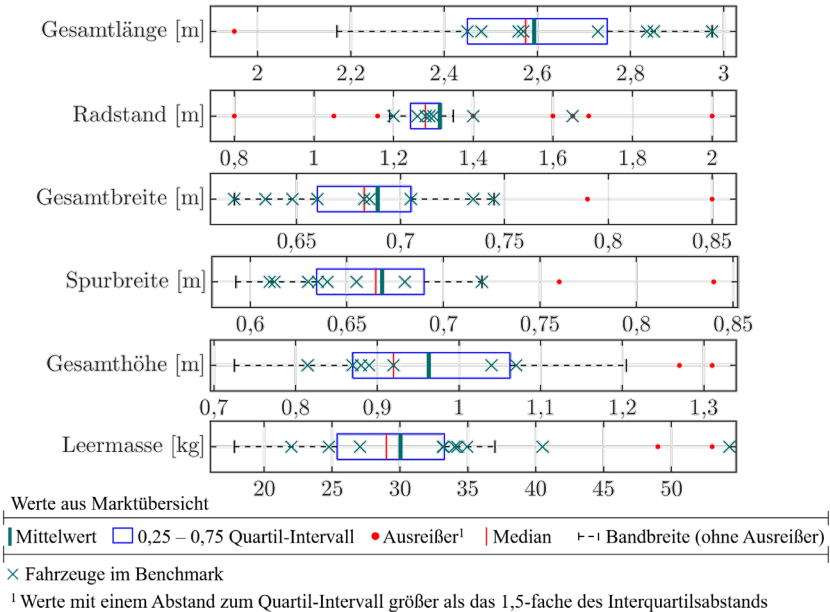 Gesamtlänge [m]
2 2,2 2,4 2,6 2,8 3
Radstand [m]
0,8 1 1,2 1,4 1,6 1,8 2
Gesamtbreite [m]
0,65 0,7 0,75 0,8 0,85
Spurbreite [m]
0,6 0,65 0,7 0,75 0,8 0,85
Gesamthöhe [m]
0,7 0,8 0,9 1 1,1 1,2 1,3
Leermasse [kg]
20 25 30 35 40 45 50
Werte aus Marktübersicht
Mittelwert 0,25 – 0,75 Quartil-Intervall Ausreißer¹ Median Bandbreite (ohne Ausreißer)
Fahrzeuge im Benchmark
¹ Werte mit einem Abstand zum Quartil-Intervall größer als das 1,5-fache des Interquartilsabstands